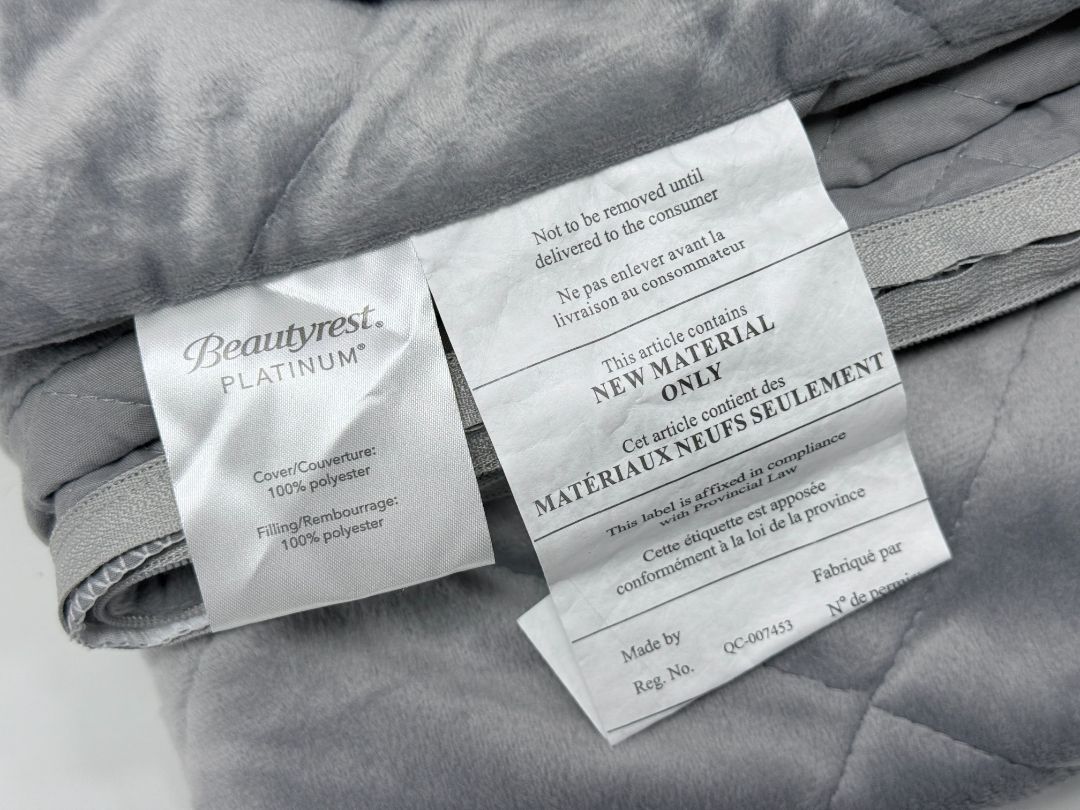 Beautyrest®
PLATINUM®
Cover/Couverture:
100% polyester
Filling/Rembourrage:
100% polyester
Not to be removed until
delivered to the consumer
Ne pas enlever avant la
livraison au consommateur
This article contains
NEW MATERIAL
ONLY
Cet article contient des
MATÉRIAUX NEUFS SEULEMENT
This label is affixed in compliance
with Provincial Law
Cette étiquette est apposée
conformément à la loi de la province
Made by Fabriqué par
Reg. No. QC-007453 N° de